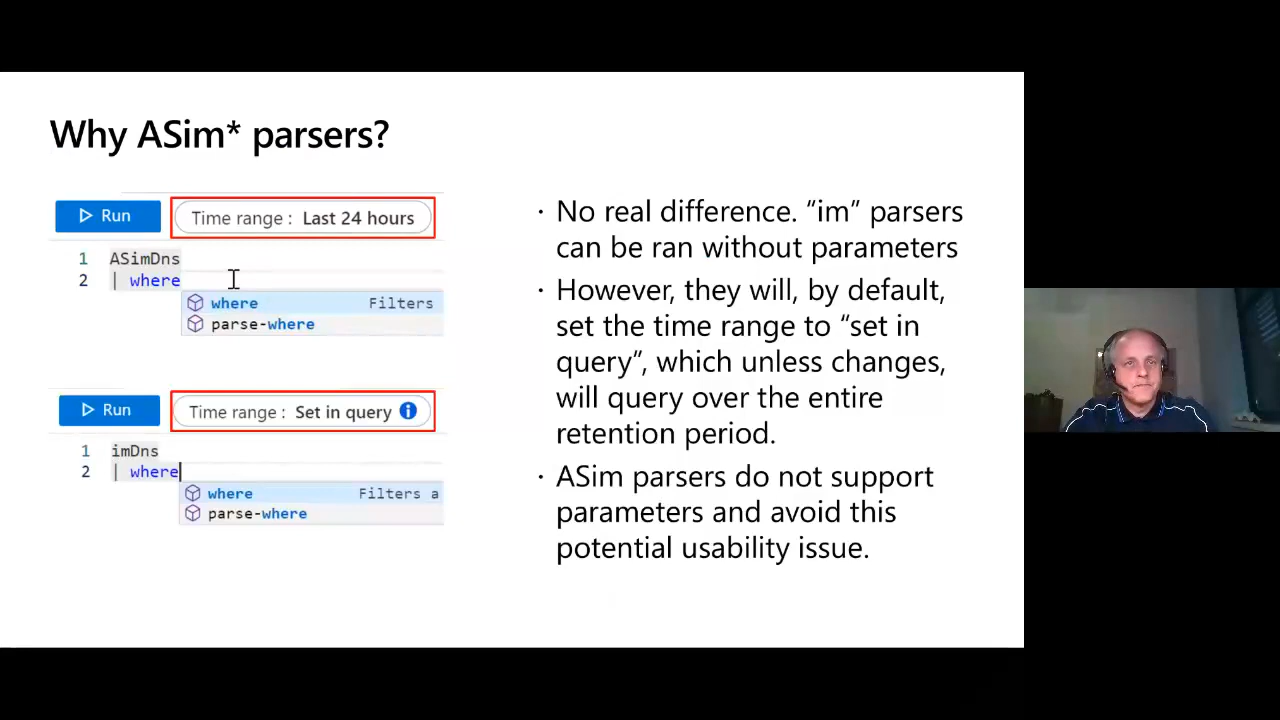 Why ASim* parsers?
Run
Time range : Last 24 hours
1 ASimDns
2 | where
where Filters
parse-where
Run
Time range : Set in query
1 imDns
2 | where
where Filters a
parse-where
· No real difference. “im” parsers
can be ran without parameters
· However, they will, by default,
set the time range to “set in
query”, which unless changes,
will query over the entire
retention period.
· ASim parsers do not support
parameters and avoid this
potential usability issue.